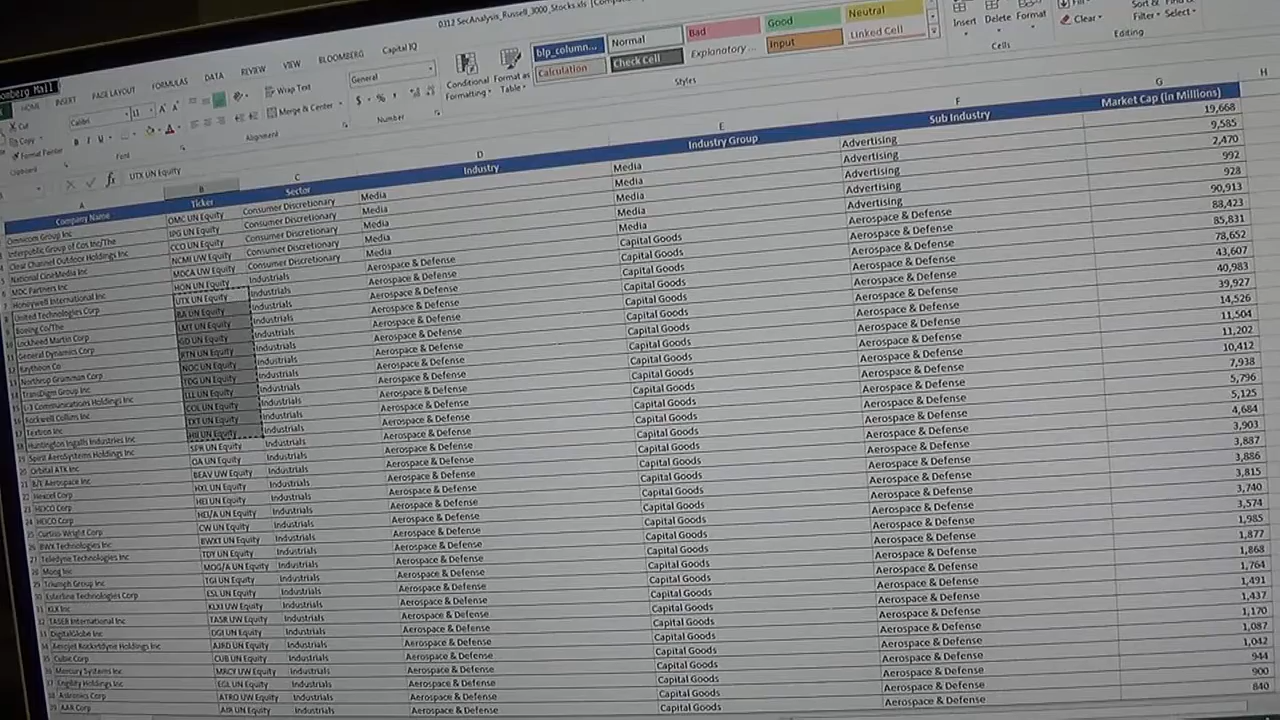 0312 SecAnalysis_Russell_3000_Stocks.xls
omberg Mail
HOME INSERT PAGE LAYOUT FORMULAS DATA REVIEW VIEW BLOOMBERG Capital IQ
Cut
Copy
Format Painter
Clipboard
Calibri 11
Font
Wrap Text
Merge & Center
Alignment
General
$ % ,
Number
Conditional Formatting
Format as Table
blp_column... Normal Bad Good Neutral
Calculation Check Cell Explanatory ... Input Linked Cell
Styles
Insert Delete Format
Cells
Clear
Sort & Find &
Filter Select
Editing
fx UTX UN Equity
A B C D E F G H
Company Name Ticker Sector Industry Industry Group Sub Industry Market Cap (in Millions)
Omnicom Group Inc OMC UN Equity Consumer Discretionary Media Media Advertising 19,668
Interpublic Group of Cos Inc/The IPG UN Equity Consumer Discretionary Media Media Advertising 9,585
Clear Channel Outdoor Holdings Inc CCO UN Equity Consumer Discretionary Media Media Advertising 2,470
National CineMedia Inc NCMI UW Equity Consumer Discretionary Media Media Advertising 992
MDC Partners Inc MDCA UW Equity Consumer Discretionary Media Media Advertising 928
Honeywell International Inc HON UN Equity Industrials Aerospace & Defense Capital Goods Aerospace & Defense 90,913
United Technologies Corp UTX UN Equity Industrials Aerospace & Defense Capital Goods Aerospace & Defense 88,423
Boeing Co/The BA UN Equity Industrials Aerospace & Defense Capital Goods Aerospace & Defense 85,831
Lockheed Martin Corp LMT UN Equity Industrials Aerospace & Defense Capital Goods Aerospace & Defense 78,652
General Dynamics Corp GD UN Equity Industrials Aerospace & Defense Capital Goods Aerospace & Defense 43,607
Raytheon Co RTN UN Equity Industrials Aerospace & Defense Capital Goods Aerospace & Defense 40,983
Northrop Grumman Corp NOC UN Equity Industrials Aerospace & Defense Capital Goods Aerospace & Defense 39,927
TransDigm Group Inc TDG UN Equity Industrials Aerospace & Defense Capital Goods Aerospace & Defense 14,526
L-3 Communications Holdings Inc LLL UN Equity Industrials Aerospace & Defense Capital Goods Aerospace & Defense 11,504
Rockwell Collins Inc COL UN Equity Industrials Aerospace & Defense Capital Goods Aerospace & Defense 11,202
Textron Inc TXT UN Equity Industrials Aerospace & Defense Capital Goods Aerospace & Defense 10,412
Huntington Ingalls Industries Inc HII UN Equity Industrials Aerospace & Defense Capital Goods Aerospace & Defense 7,938
Spirit AeroSystems Holdings Inc SPR UN Equity Industrials Aerospace & Defense Capital Goods Aerospace & Defense 5,796
Orbital ATK Inc OA UN Equity Industrials Aerospace & Defense Capital Goods Aerospace & Defense 5,125
B/E Aerospace Inc BEAV UW Equity Industrials Aerospace & Defense Capital Goods Aerospace & Defense 4,684
Hexcel Corp HXL UN Equity Industrials Aerospace & Defense Capital Goods Aerospace & Defense 3,903
HEICO Corp HEI UN Equity Industrials Aerospace & Defense Capital Goods Aerospace & Defense 3,887
HEICO Corp HEI/A UN Equity Industrials Aerospace & Defense Capital Goods Aerospace & Defense 3,886
Curtiss-Wright Corp CW UN Equity Industrials Aerospace & Defense Capital Goods Aerospace & Defense 3,815
BWX Technologies Inc BWXT UN Equity Industrials Aerospace & Defense Capital Goods Aerospace & Defense 3,740
Teledyne Technologies Inc TDY UN Equity Industrials Aerospace & Defense Capital Goods Aerospace & Defense 3,574
Moog Inc MOG/A UN Equity Industrials Aerospace & Defense Capital Goods Aerospace & Defense 1,985
Triumph Group Inc TGI UN Equity Industrials Aerospace & Defense Capital Goods Aerospace & Defense 1,877
Esterline Technologies Corp ESL UN Equity Industrials Aerospace & Defense Capital Goods Aerospace & Defense 1,868
KLX Inc KLXI UW Equity Industrials Aerospace & Defense Capital Goods Aerospace & Defense 1,764
TASER International Inc TASR UW Equity Industrials Aerospace & Defense Capital Goods Aerospace & Defense 1,491
DigitalGlobe Inc DGI UN Equity Industrials Aerospace & Defense Capital Goods Aerospace & Defense 1,437
Aerojet Rocketdyne Holdings Inc AJRD UN Equity Industrials Aerospace & Defense Capital Goods Aerospace & Defense 1,170
Cubic Corp CUB UN Equity Industrials Aerospace & Defense Capital Goods Aerospace & Defense 1,087
Mercury Systems Inc MRCY UW Equity Industrials Aerospace & Defense Capital Goods Aerospace & Defense 1,042
Engility Holdings Inc EGL UN Equity Industrials Aerospace & Defense Capital Goods Aerospace & Defense 944
Astronics Corp ATRO UW Equity Industrials Aerospace & Defense Capital Goods Aerospace & Defense 900
AAR Corp AIR UN Equity Industrials Aerospace & Defense Capital Goods Aerospace & Defense 840